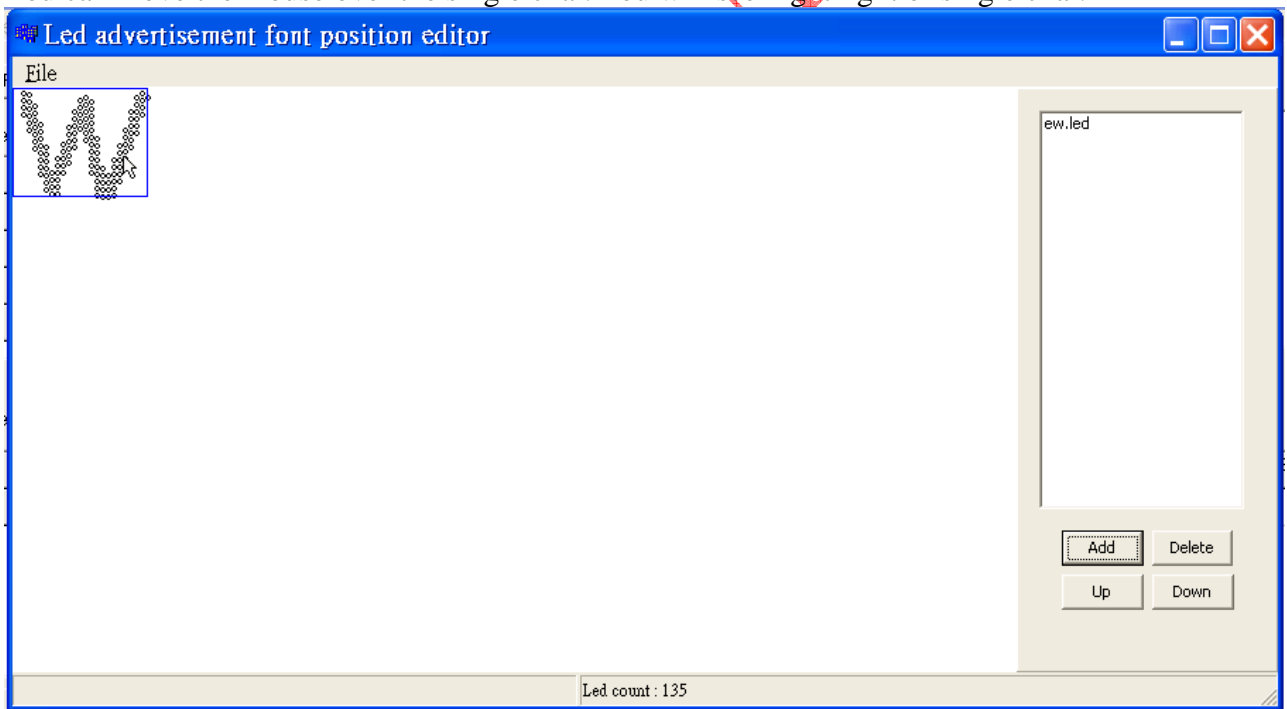 Led advertisement font position editor
File
W
ew.led
Add Delete
Up Down
Led count : 135